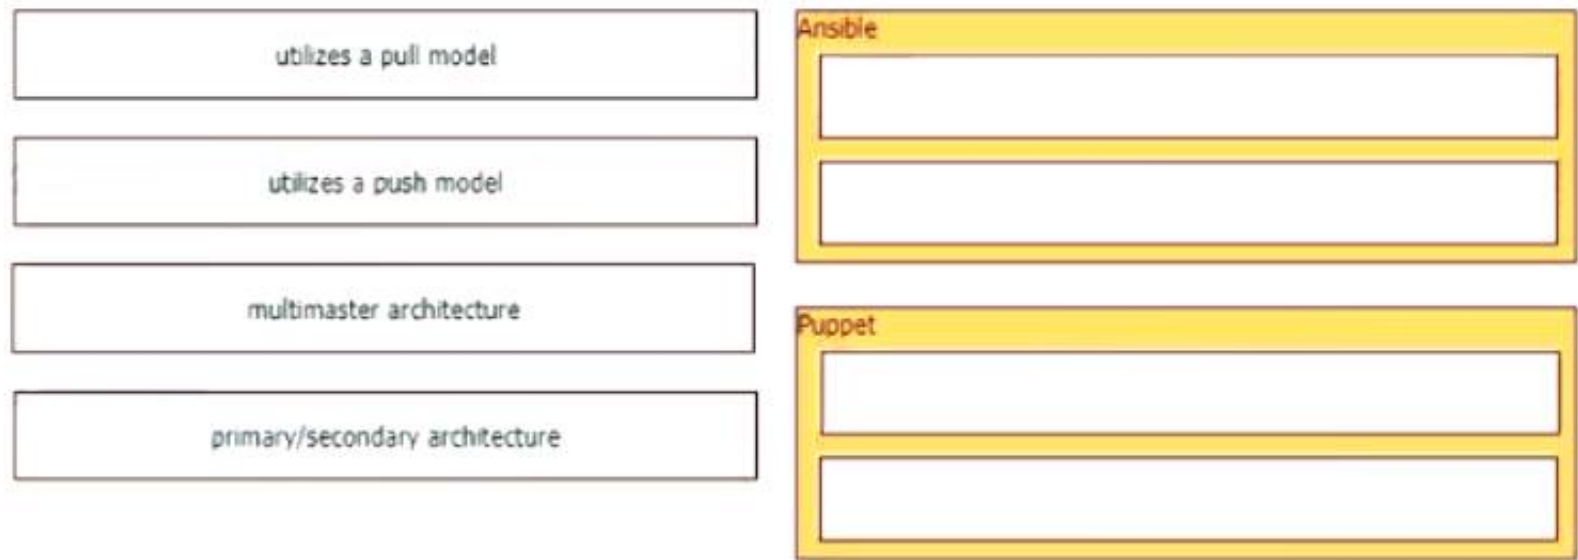 utilizes a pull model
utilizes a push model
multimaster architecture
primary/secondary architecture
Ansible
Puppet